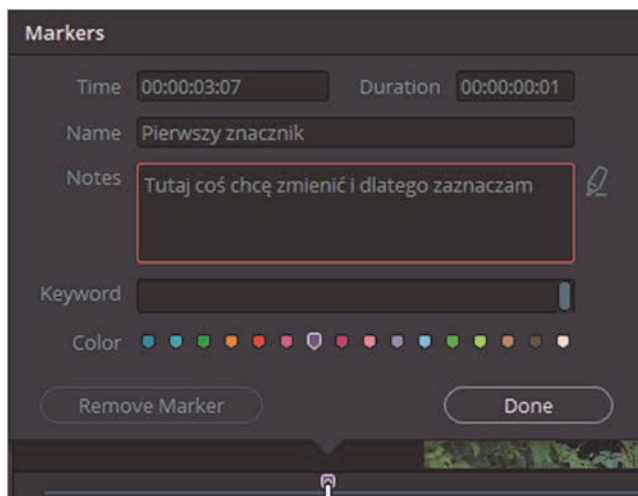 Markers
Time 00:00:03:07 Duration 00:00:00:01
Name Pierwszy znacznik
Notes Tutaj coś chcę zmienić i dlatego zaznaczam
Keyword
Color
Remove Marker Done